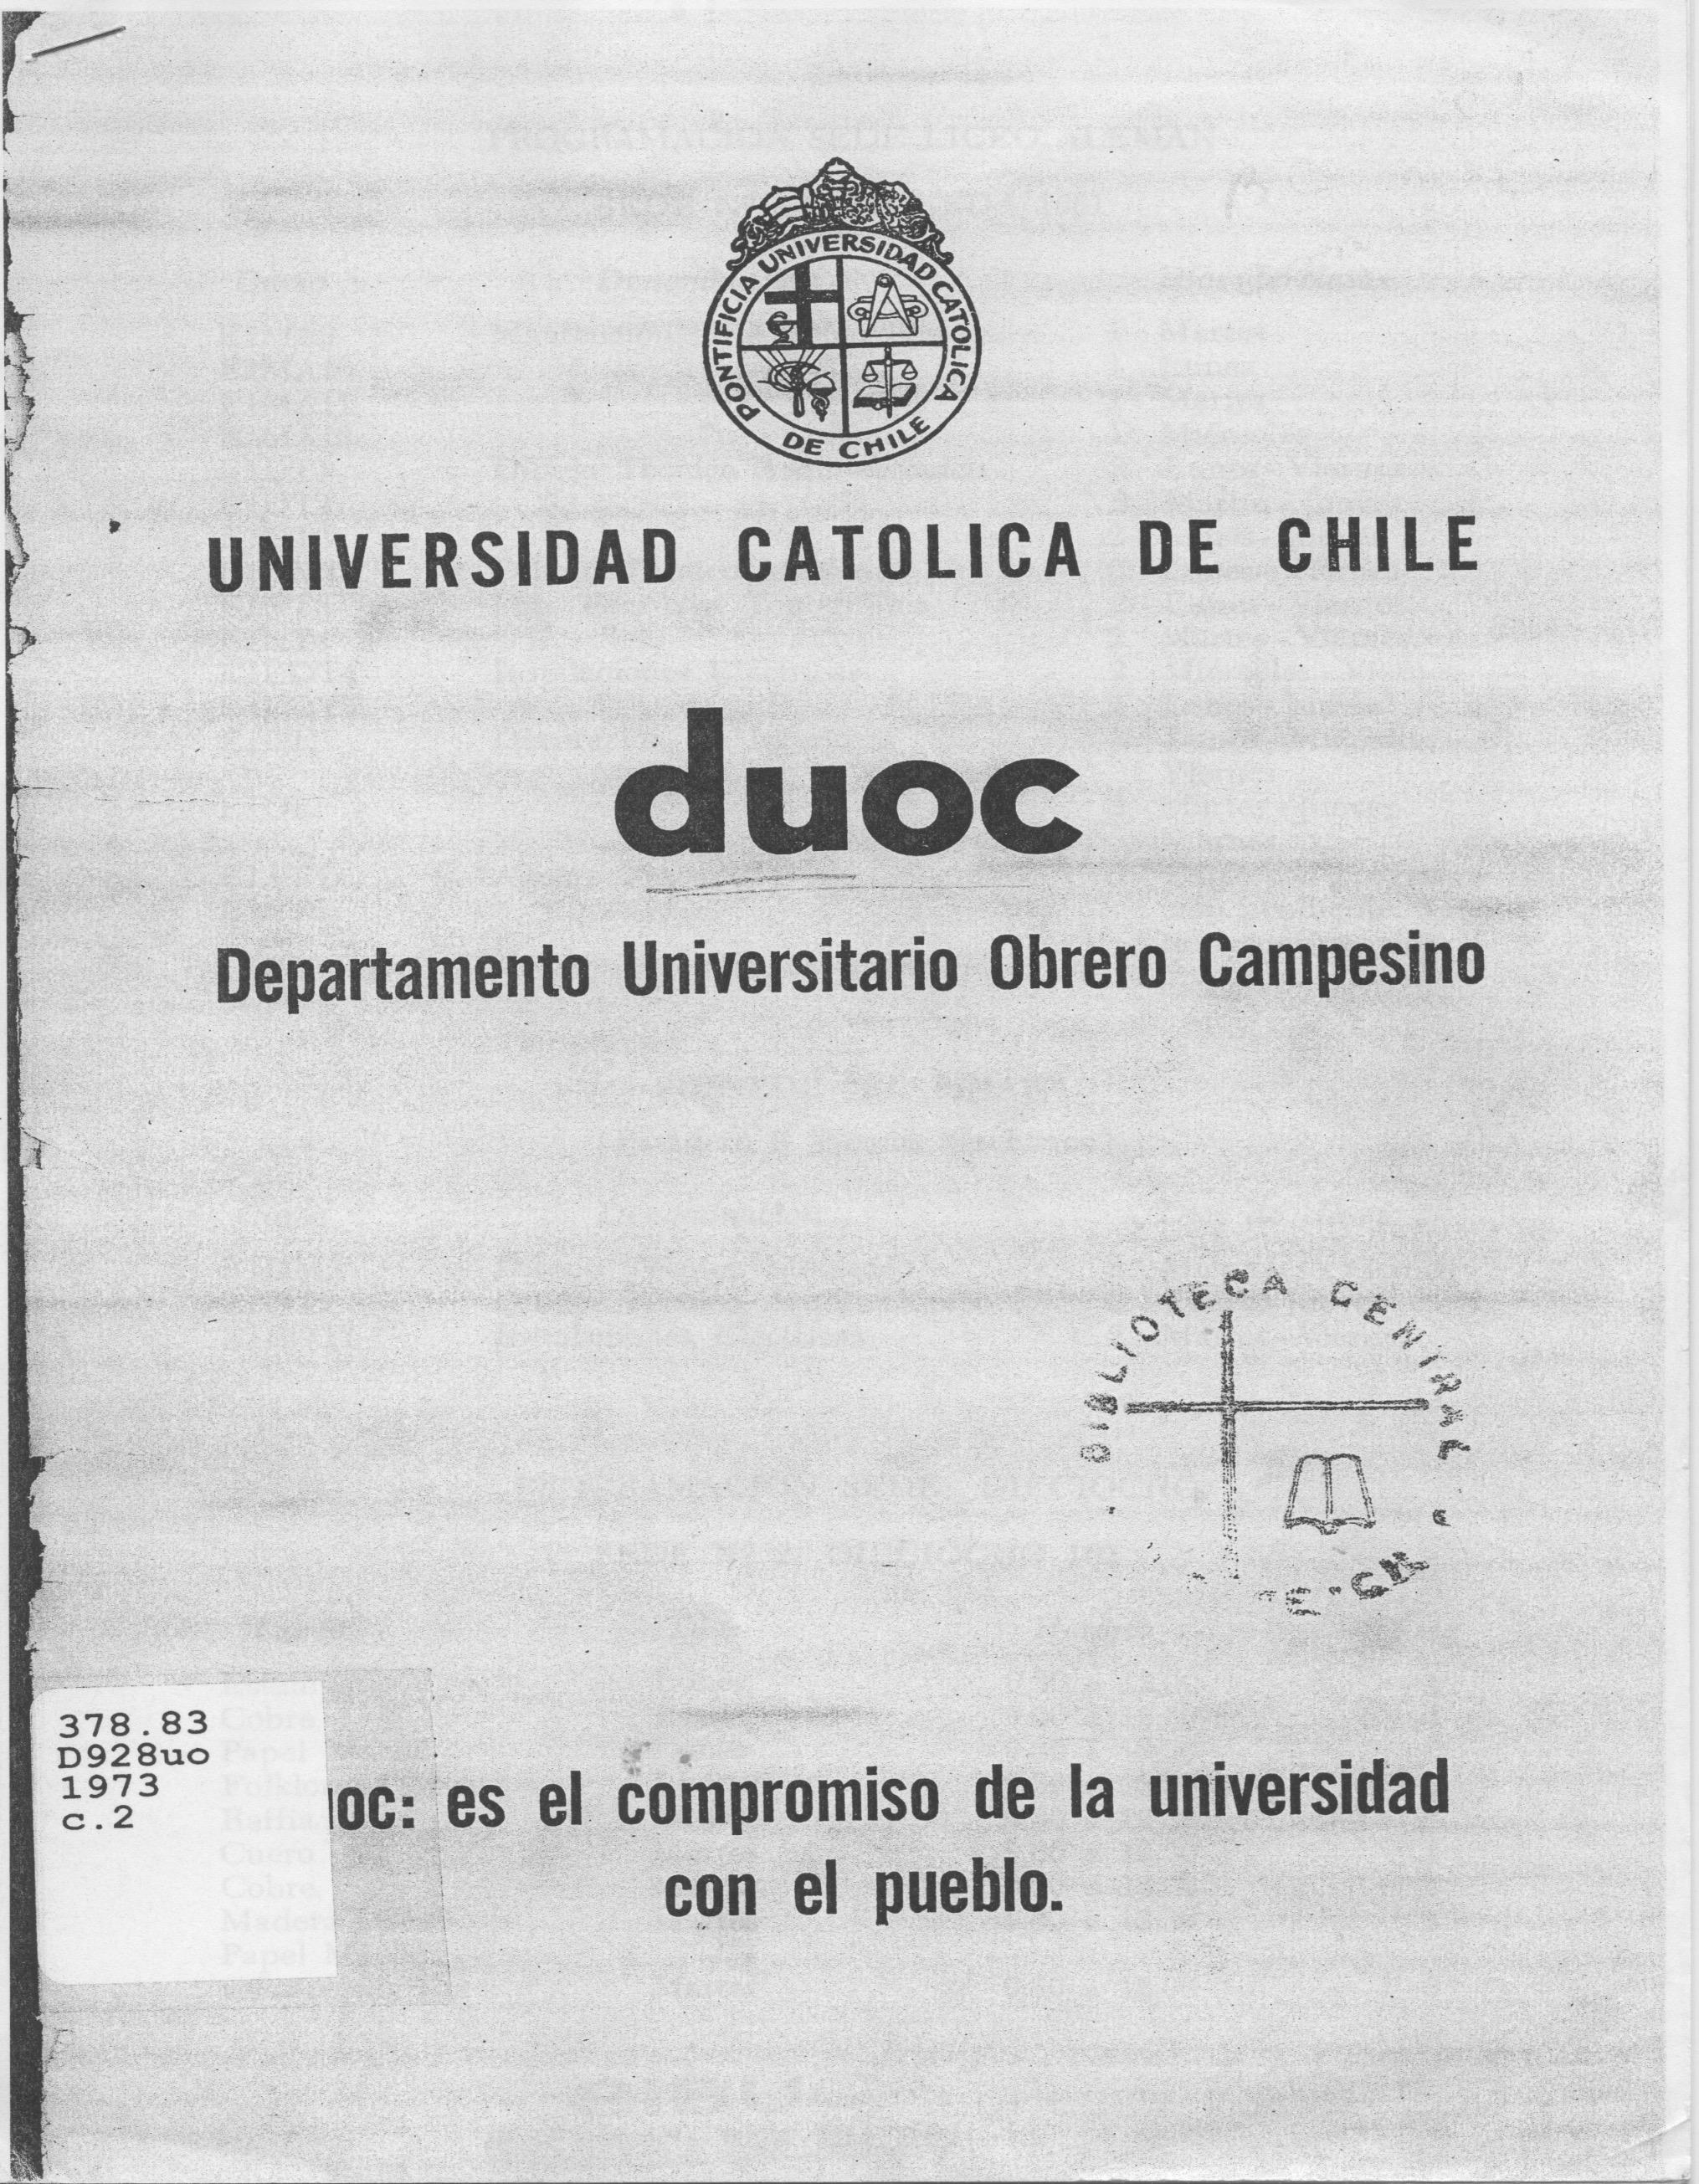 PONTIFICIA UNIVERSIDAD CATOLICA
DE CHILE
UNIVERSIDAD CATOLICA DE CHILE
duoc
Departamento Universitario Obrero Campesino
BIBLIOTECA CENTRAL
378.83
D928uo
1973
c.2
uoc: es el compromiso de la universidad
con el pueblo.